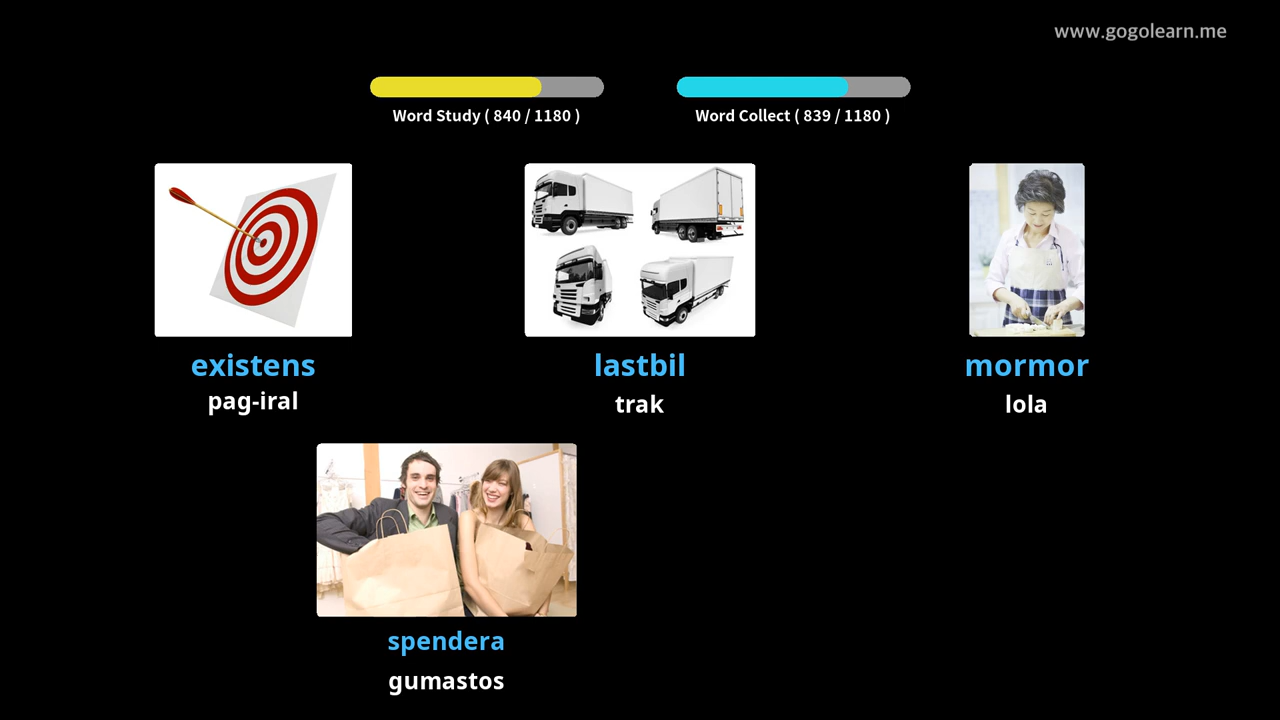 www.gogolearn.me
Word Study ( 840 / 1180 )
Word Collect ( 839 / 1180 )
existens
pag-iral
lastbil
trak
mormor
lola
spendera
gumastos